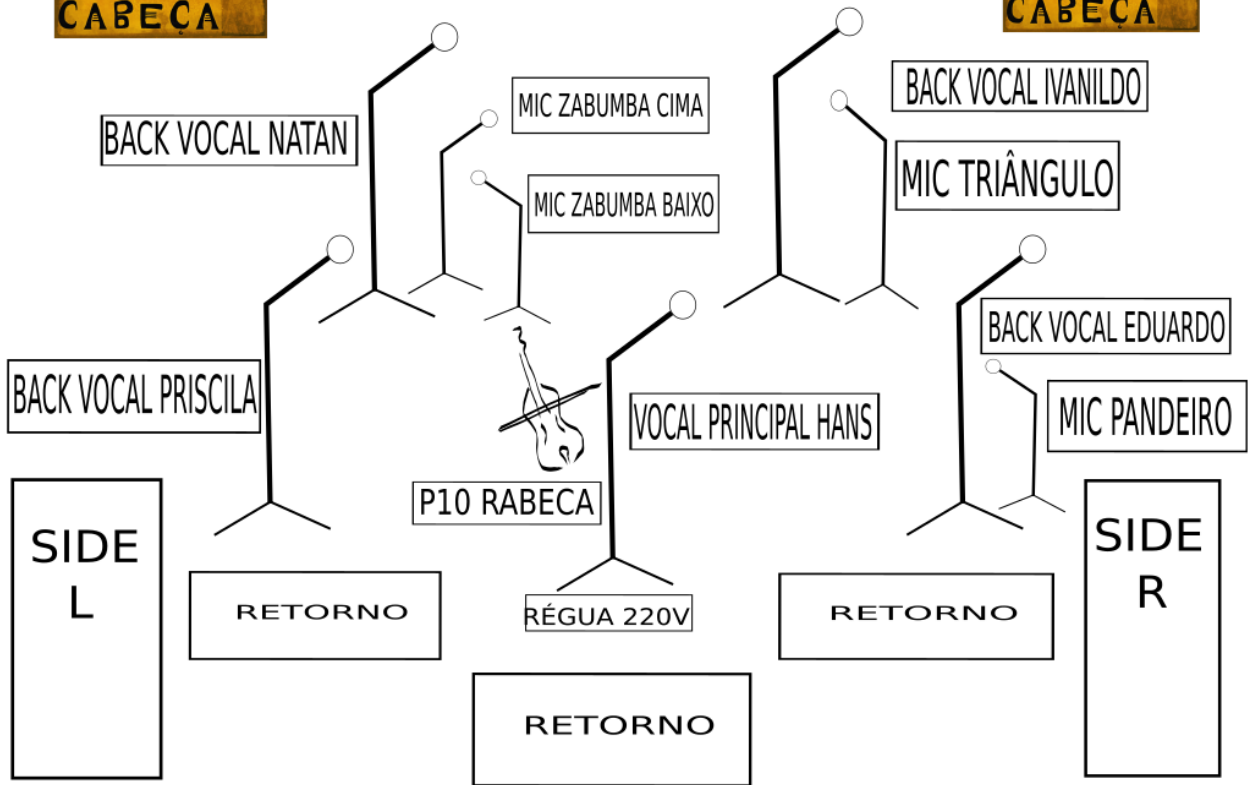 CABEÇA
CABEÇA
BACK VOCAL NATAN
MIC ZABUMBA CIMA
BACK VOCAL IVANILDO
MIC ZABUMBA BAIXO
MIC TRIÂNGULO
BACK VOCAL PRISCILA
VOCAL PRINCIPAL HANS
BACK VOCAL EDUARDO
MIC PANDEIRO
P10 RABECA
SIDE
L
SIDE
R
RETORNO
RÉGUA 220V
RETORNO
RETORNO